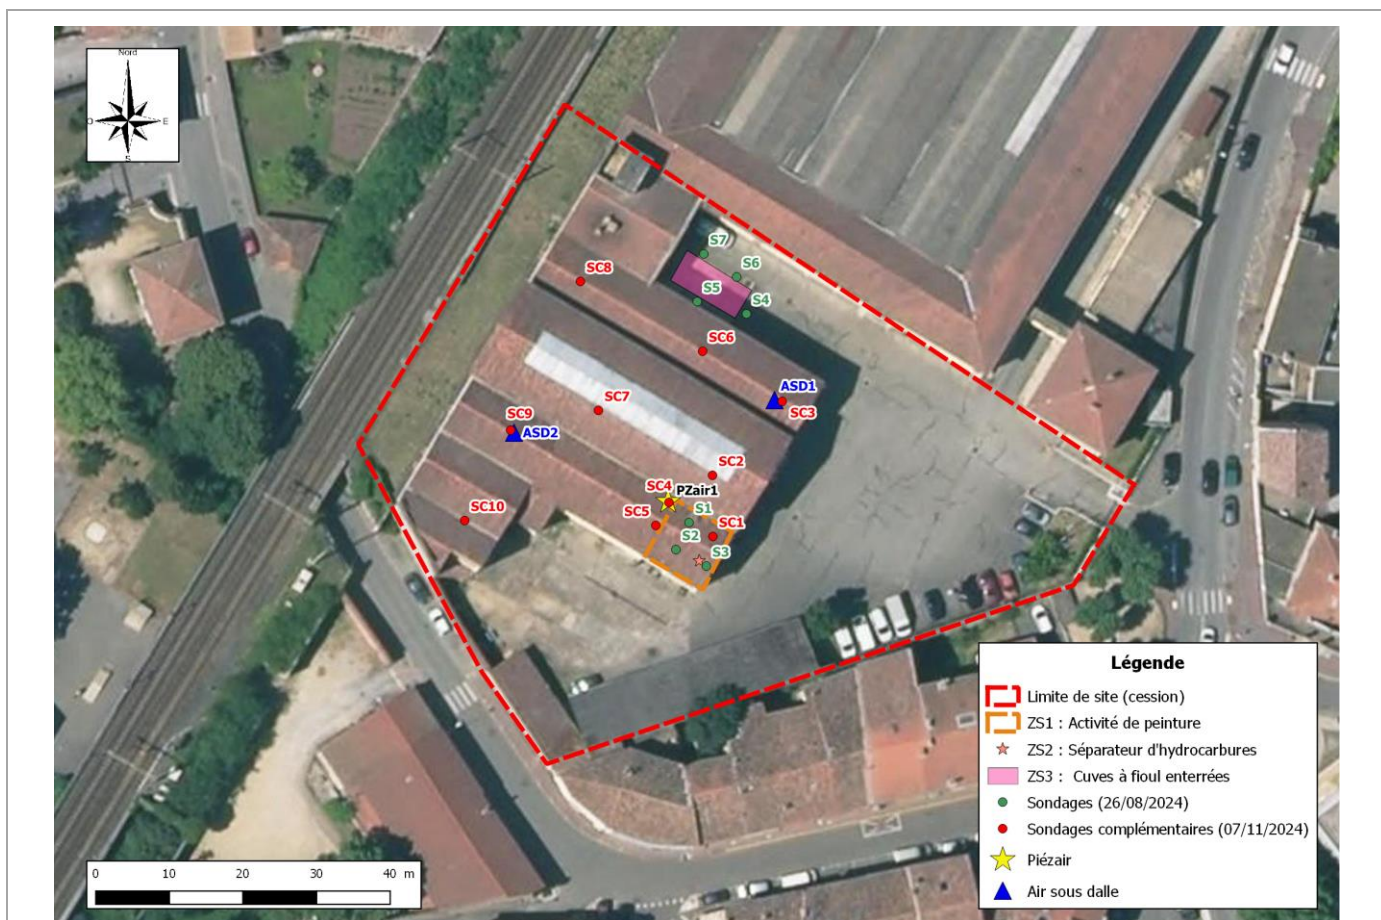 Nord
O
E
S
S7
S6
SC8
S5
S4
SC6
ASD1
SC3
SC7
SC9
ASD2
SC2
SC4
PZair1
S1
SC10
SC5
SC1
S2
S3
Légende
Limite de site (cession)
ZS1 : Activité de peinture
ZS2 : Séparateur d'hydrocarbures
ZS3 : Cuves à fioul enterrées
Sondages (26/08/2024)
Sondages complémentaires (07/11/2024)
Piézair
Air sous dalle
0 10 20 30 40 m